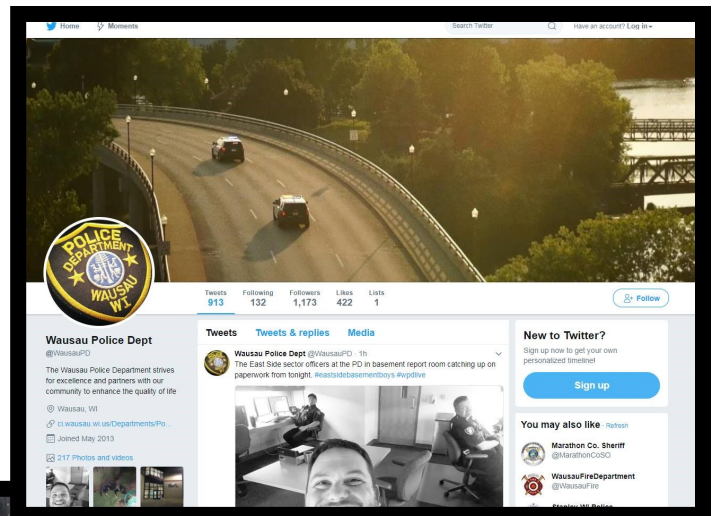 Home
Moments
Search Twitter
Have an account? Log in
POLICE
DEPARTMENT
WAUSAU
WI
Tweets
913
Following
132
Followers
1,173
Likes
422
Lists
1
Follow
Wausau Police Dept
@WausauPD
The Wausau Police Department strives
for excellence and partners with our
community to enhance the quality of life
Wausau, WI
ci.wausau.wi.us/Departments/Po...
Joined May 2013
217 Photos and videos
Tweets Tweets & replies Media
Wausau Police Dept @WausauPD · 1h
The East Side sector officers at the PD in basement report room catching up on
paperwork from tonight. #eastsidebasementboys #wpdlive
New to Twitter?
Sign up now to get your own
personalized timeline!
Sign up
You may also like · Refresh
Marathon Co. Sheriff
@MarathonCoSO
WausauFireDepartment
@WausauFire
Stanley WI Police